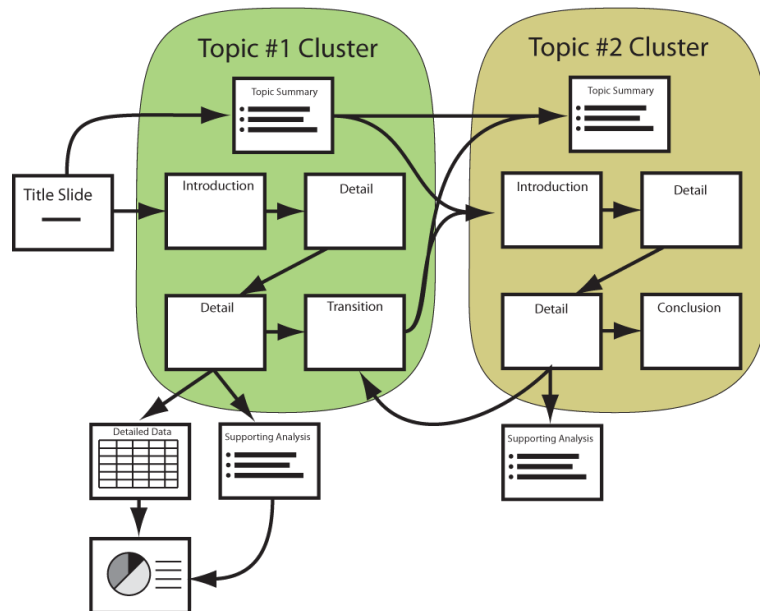 Topic #1 Cluster
Topic #2 Cluster
Topic Summary
Topic Summary
Title Slide
Introduction
Detail
Introduction
Detail
Detail
Transition
Detail
Conclusion
Detailed Data
Supporting Analysis
Supporting Analysis